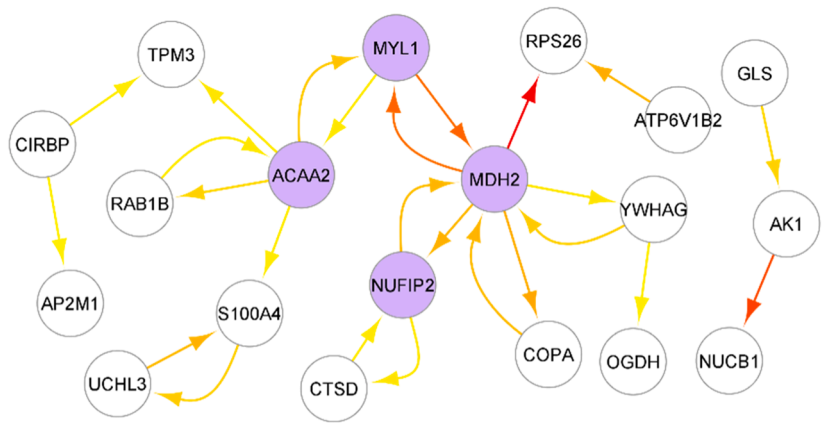 TPM3
MYL1
RPS26
GLS
ATP6V1B2
CIRBP
ACAA2
MDH2
RAB1B
YWHAG
AK1
AP2M1
NUFIP2
S100A4
COPA
OGDH
NUCB1
UCHL3
CTSD